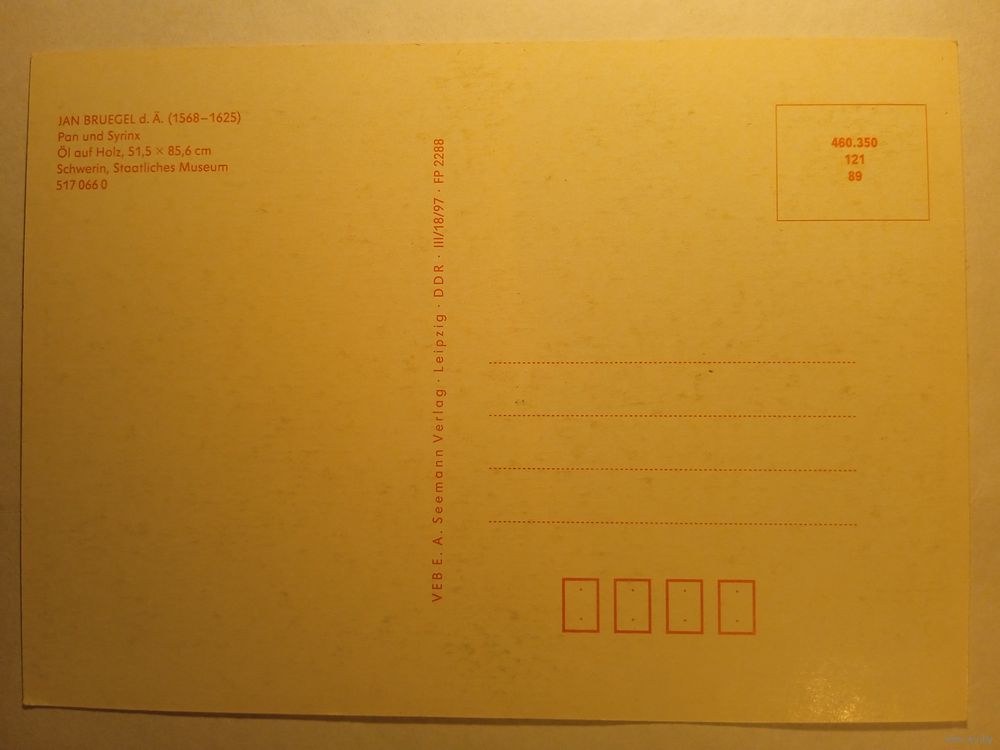 JAN BRUEGEL d. Ä. (1568–1625)
Pan und Syrinx
Öl auf Holz, 51,5 × 85,6 cm
Schwerin, Staatliches Museum
517 066 0
VEB E. A. Seemann Verlag · Leipzig · DDR · III/18/97 · FP 2288
460.350
121
89